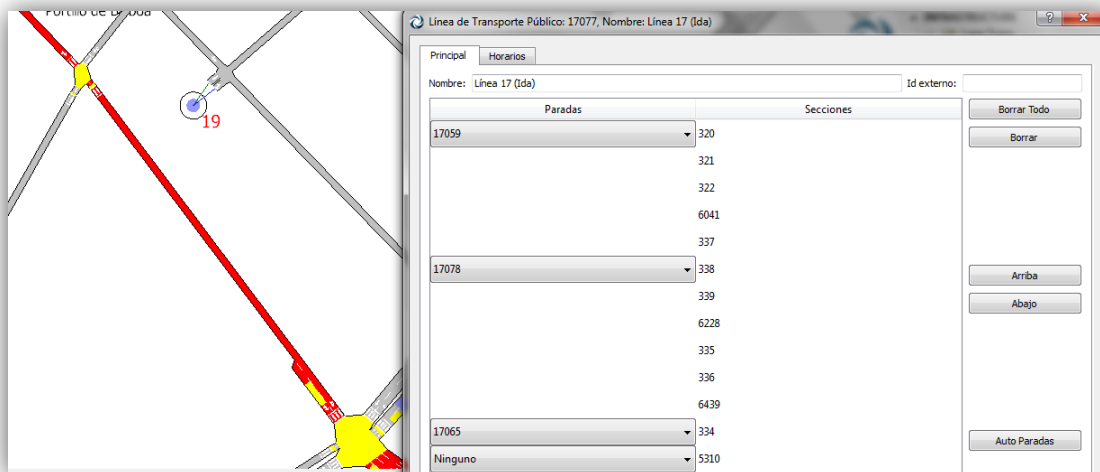 Portillo de Balboa
19
Línea de Transporte Público: 17077, Nombre: Línea 17 (Ida)
Principal Horarios
Nombre: Línea 17 (Ida) Id externo:
Paradas Secciones
Borrar Todo
17059 320
Borrar
321
322
6041
337
17078 338
Arriba
339
Abajo
6228
335
336
6439
17065 334
Auto Paradas
Ninguno 5310